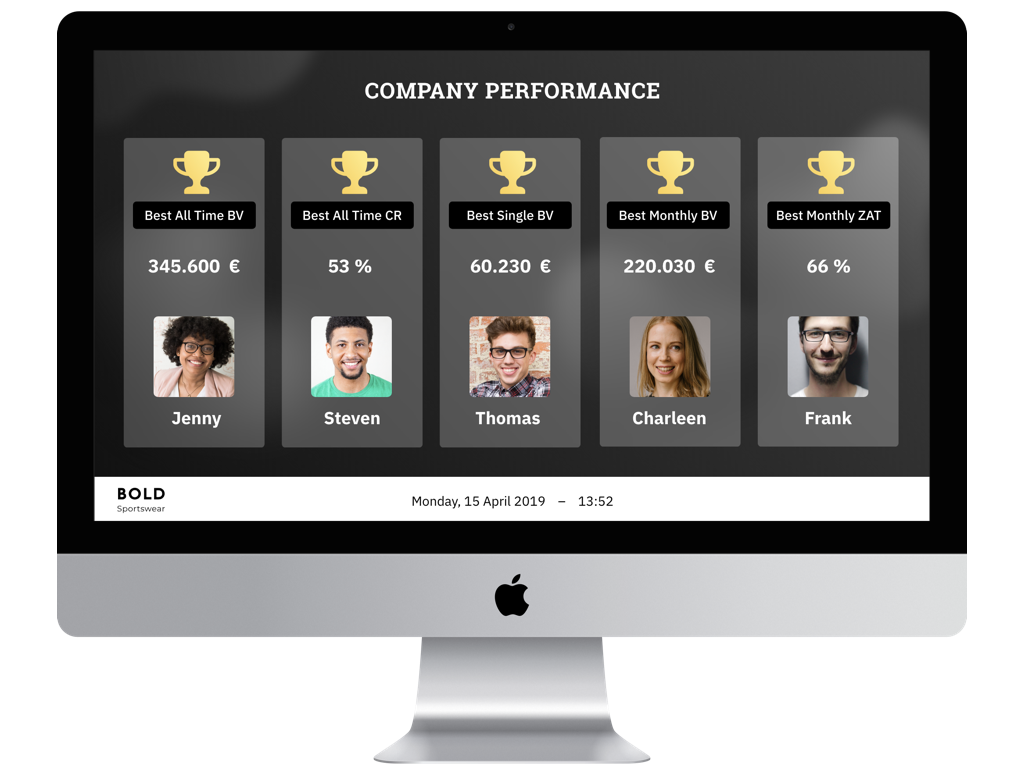 COMPANY PERFORMANCE
Best All Time BV
345.600 €
Jenny
Best All Time CR
53 %
Steven
Best Single BV
60.230 €
Thomas
Best Monthly BV
220.030 €
Charleen
Best Monthly ZAT
66 %
Frank
BOLD
Sportswear
Monday, 15 April 2019 – 13:52